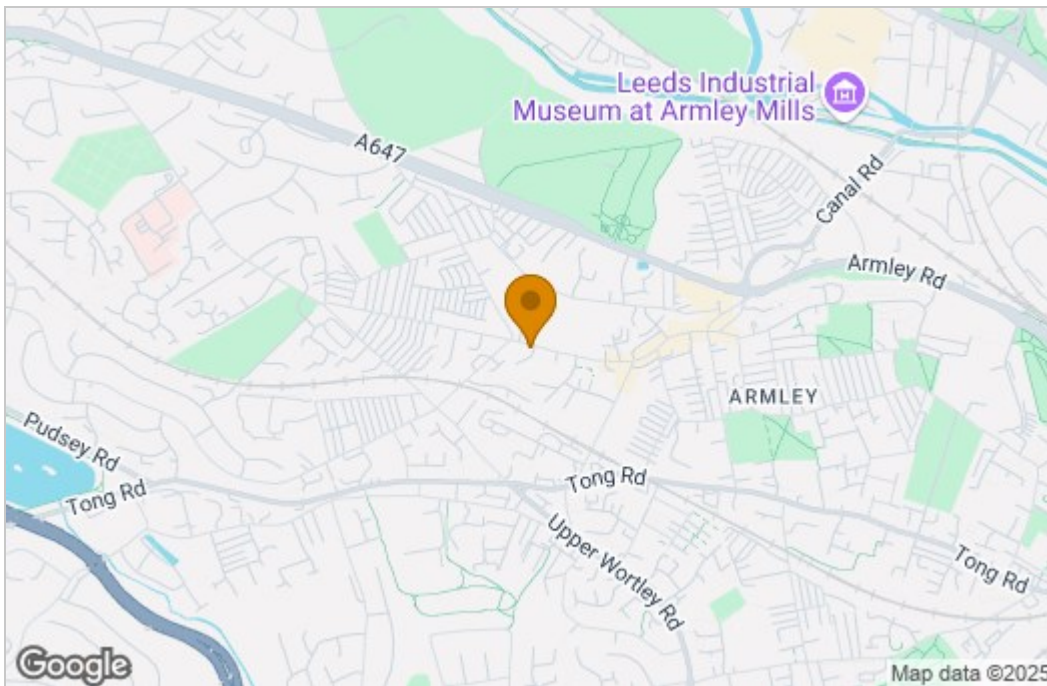 Leeds Industrial
Museum at Armley Mills
A647
Canal Rd
Armley Rd
ARMLEY
Pudsey Rd
Tong Rd
Tong Rd
Upper Wortley Rd
Tong Rd
Google
Map data ©2025